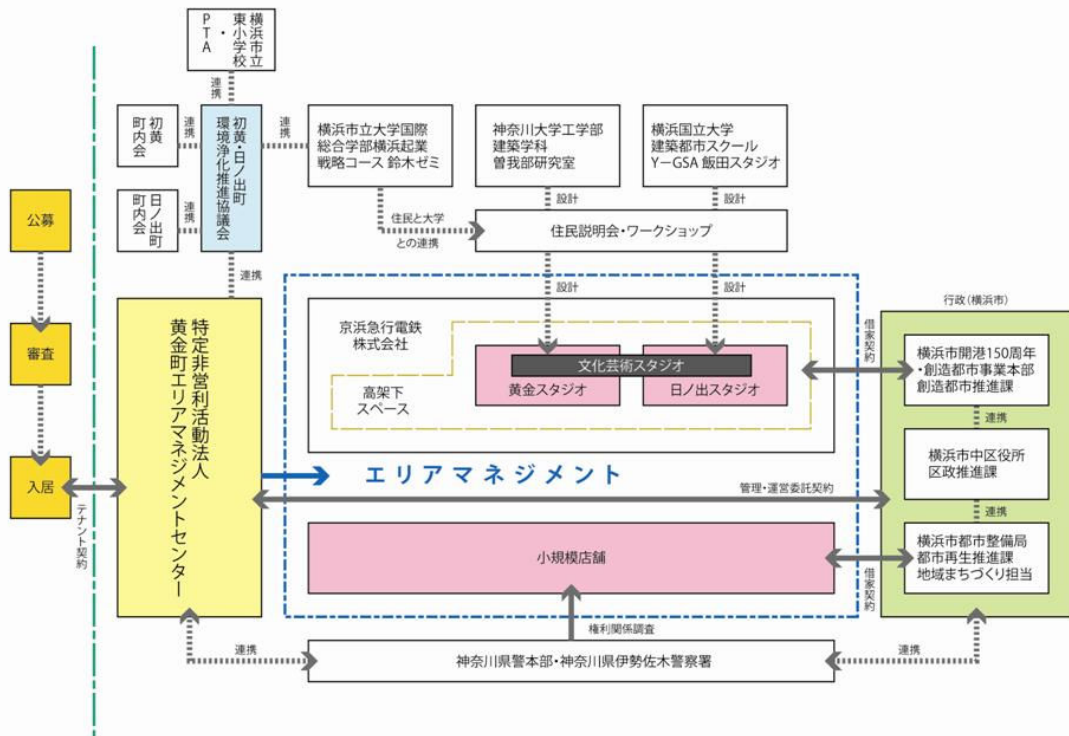 横浜市立
東小学校
・
PTA
連携
初黄
町内会
連携
初黄・日ノ出町
環境浄化推進協議会
連携
日ノ出町
町内会
連携
横浜市立大学国際
総合学部横浜起業
戦略コース 鈴木ゼミ
神奈川大学工学部
建築学科
曽我部研究室
横浜国立大学
建築都市スクール
Y−GSA 飯田スタジオ
設計
設計
住民と大学
との連携
住民説明会・ワークショップ
連携
設計
設計
公募
審査
入居
テナント契約
特定非営利活動法人
黄金町エリアマネジメントセンター
京浜急行電鉄
株式会社
高架下
スペース
文化芸術スタジオ
黄金スタジオ
日ノ出スタジオ
借家契約
行政(横浜市)
横浜市開港150周年
・創造都市事業本部
創造都市推進課
連携
横浜市中区役所
区政推進課
連携
横浜市都市整備局
都市再生推進課
地域まちづくり担当
エリアマネジメント
管理・運営委託契約
小規模店舗
借家契約
権利関係調査
連携
神奈川県警本部・神奈川県伊勢佐木警察署
連携